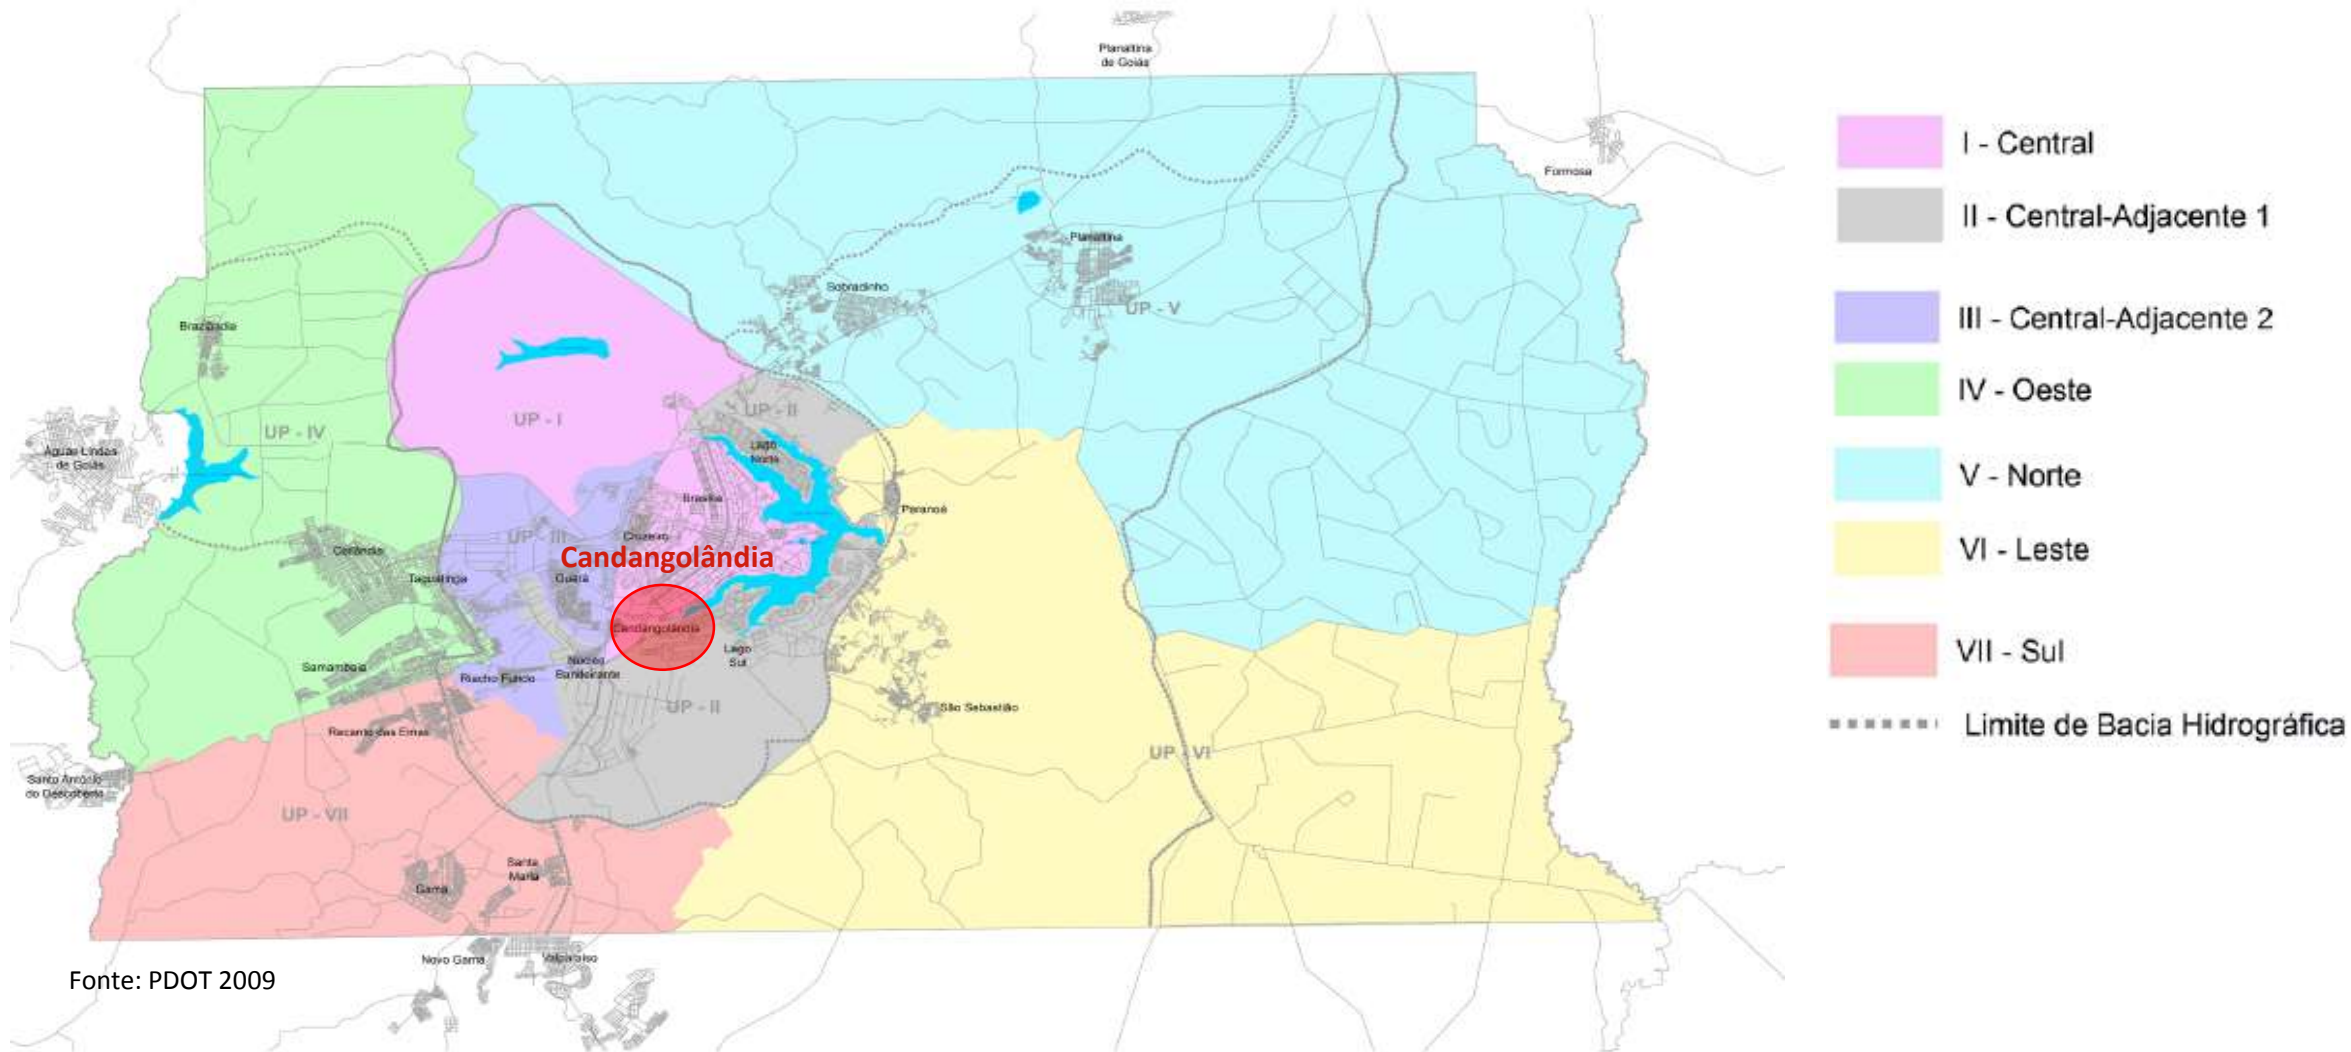 Planaltina
de Goiás
Formosa
Planaltina
Sobradinho
UP - V
Brazlândia
UP - I
UP - II
UP - IV
Lago
Norte
Águas Lindas
de Goiás
Brasília
Paranoá
Cruzeiro
UP - III
Ceilândia
Candangolândia
Taguatinga
Guará
Candangolândia
Lago
Sul
Samambaia
Núcleo
Bandeirante
Riacho Fundo
UP - II
São Sebastião
Recanto das Emas
UP - VI
Santo Antônio
do Descoberto
UP - VII
Santa
Maria
Gama
Novo Gama
Valparaíso
Fonte: PDOT 2009
I - Central
II - Central-Adjacente 1
III - Central-Adjacente 2
IV - Oeste
V - Norte
VI - Leste
VII - Sul
Limite de Bacia Hidrográfica